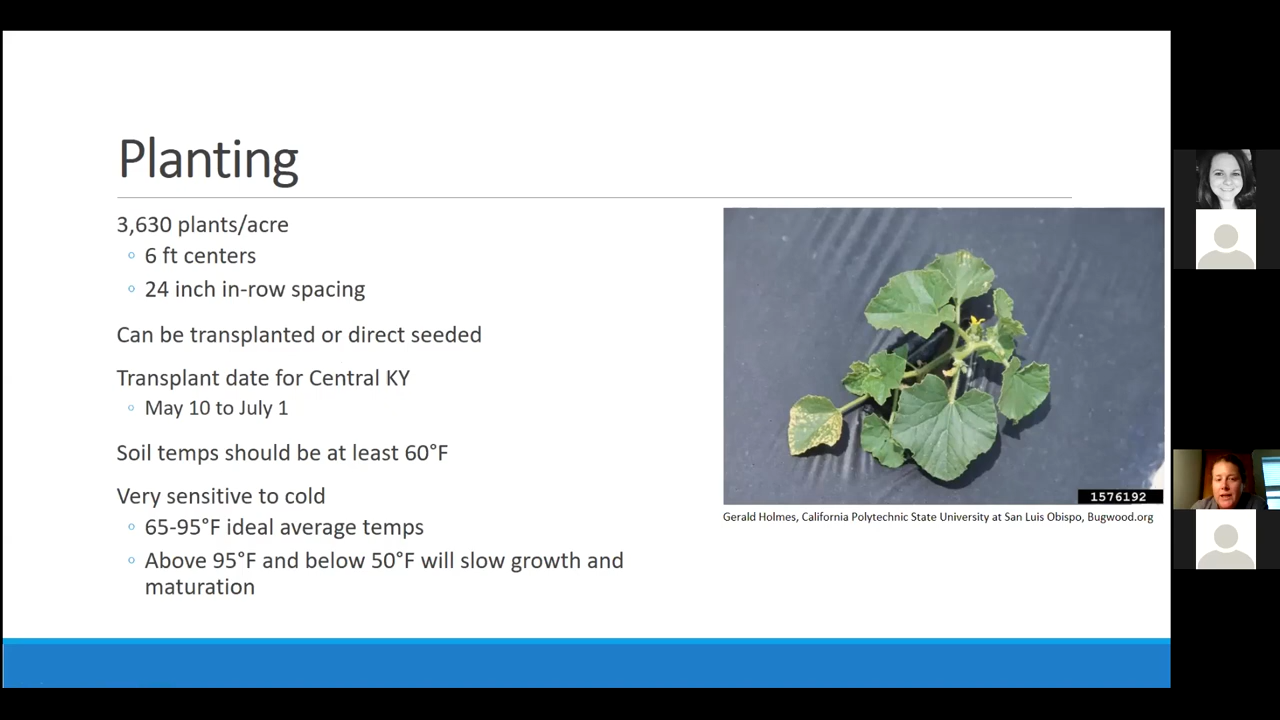 Planting
3,630 plants/acre
◦ 6 ft centers
◦ 24 inch in-row spacing
Can be transplanted or direct seeded
Transplant date for Central KY
◦ May 10 to July 1
Soil temps should be at least 60°F
Very sensitive to cold
◦ 65-95°F ideal average temps
◦ Above 95°F and below 50°F will slow growth and
maturation
1576192
Gerald Holmes, California Polytechnic State University at San Luis Obispo, Bugwood.org